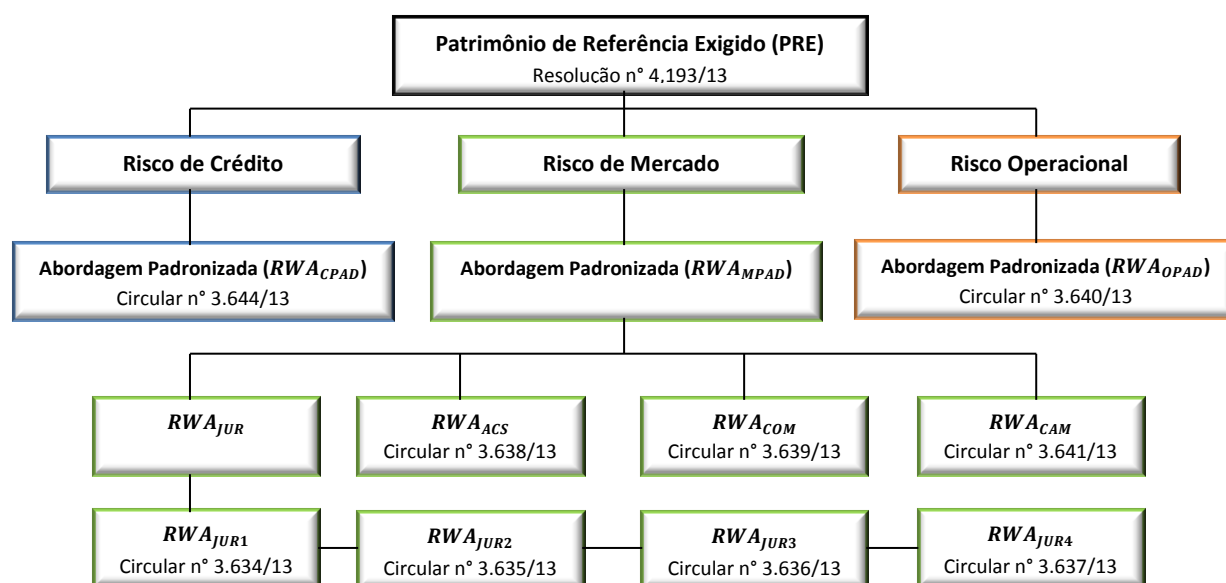 Patrimônio de Referência Exigido (PRE)
Resolução n° 4,193/13
Risco de Crédito
Risco de Mercado
Risco Operacional
Abordagem Padronizada (RWA_CPAD)
Circular n° 3.644/13
Abordagem Padronizada (RWA_MPAD)
Abordagem Padronizada (RWA_OPAD)
Circular n° 3.640/13
RWA_JUR
RWA_ACS
Circular n° 3.638/13
RWA_COM
Circular n° 3.639/13
RWA_CAM
Circular n° 3.641/13
RWA_JUR1
Circular n° 3.634/13
RWA_JUR2
Circular n° 3.635/13
RWA_JUR3
Circular n° 3.636/13
RWA_JUR4
Circular n° 3.637/13